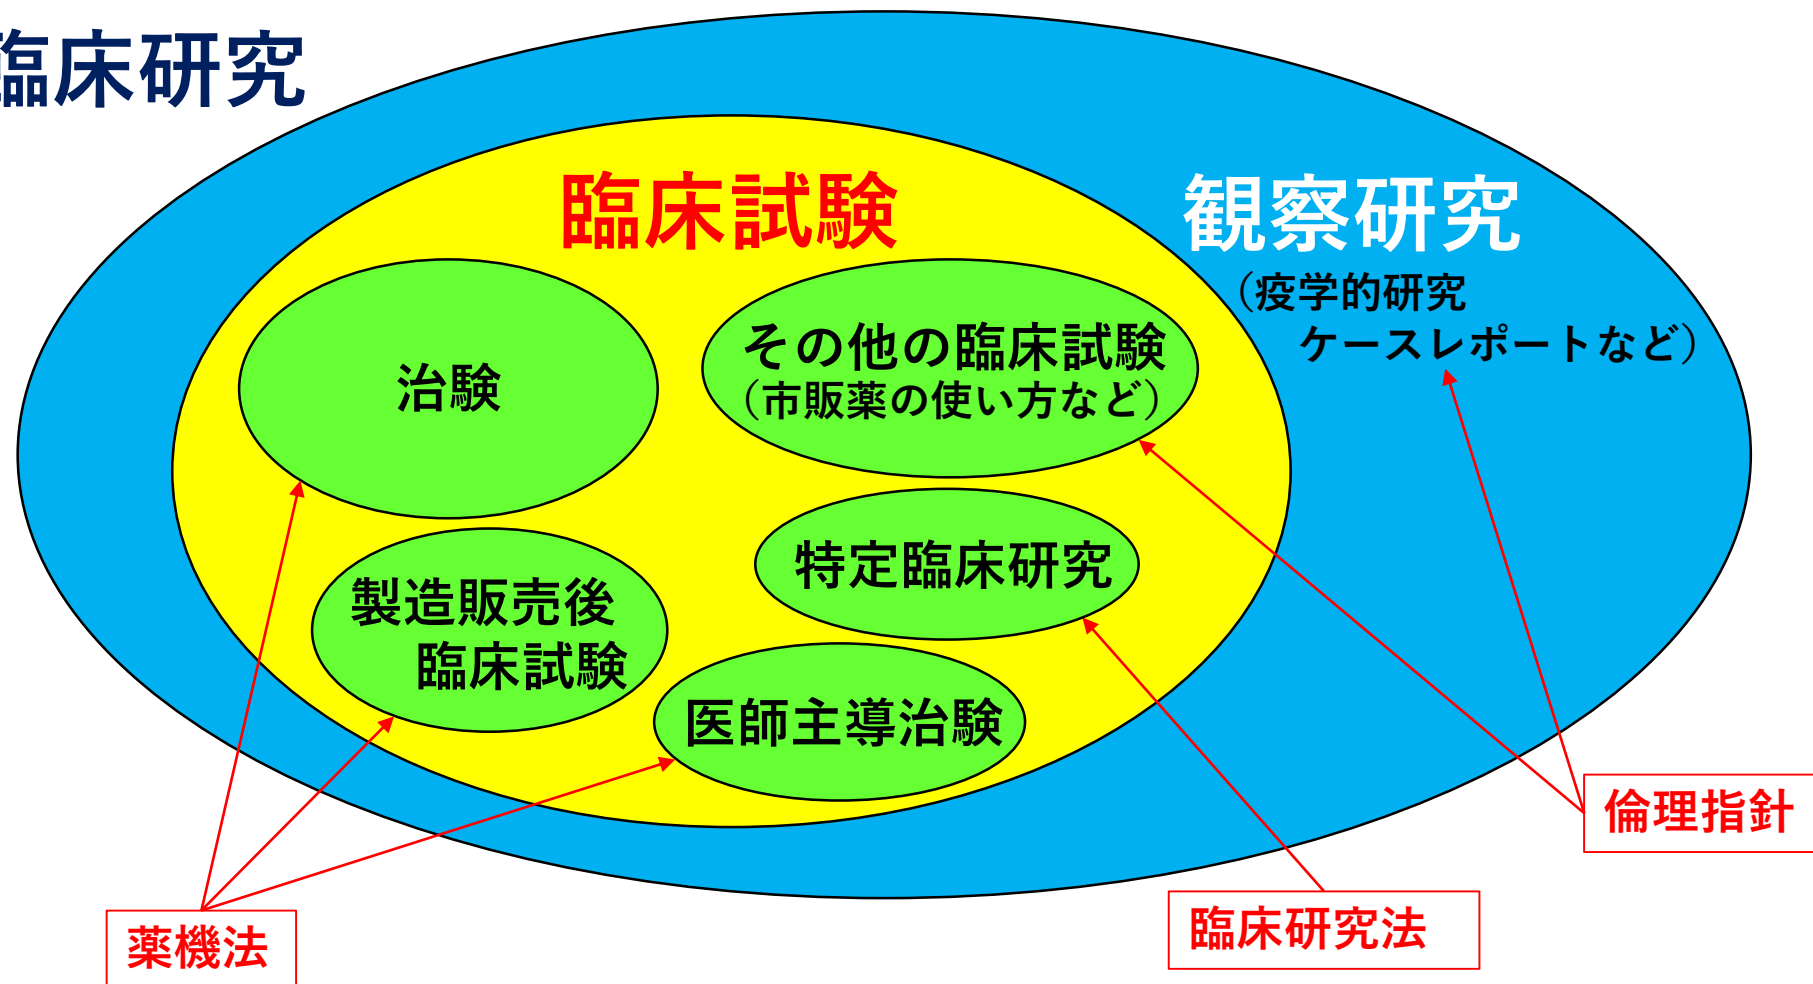 臨床研究
臨床試験
観察研究
（疫学的研究
ケースレポートなど）
治験
その他の臨床試験
（市販薬の使い方など）
特定臨床研究
製造販売後
臨床試験
医師主導治験
倫理指針
臨床研究法
薬機法